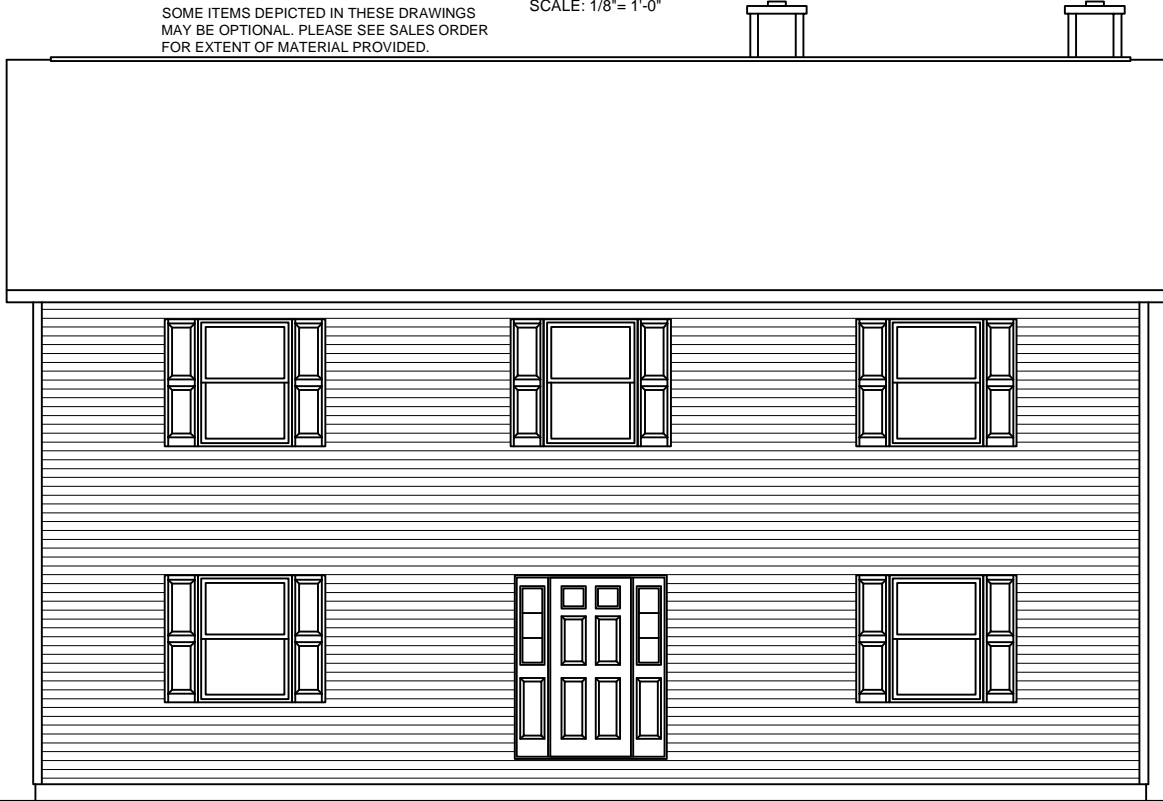 SOME ITEMS DEPICTED IN THESE DRAWINGS
MAY BE OPTIONAL. PLEASE SEE SALES ORDER
FOR EXTENT OF MATERIAL PROVIDED.
SCALE: 1/8"= 1'-0"